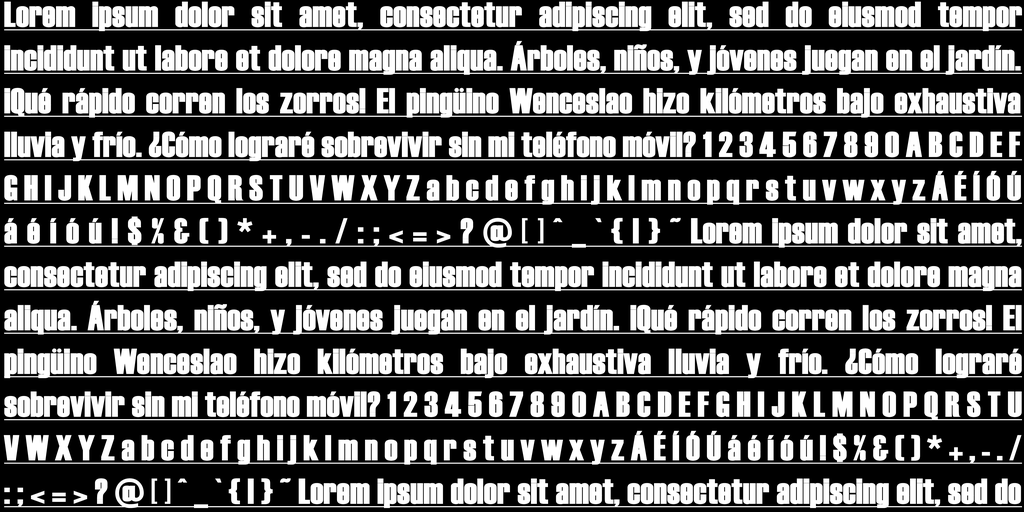 Lorem ipsum dolor sit amet, consectetur adipiscing elit, sed do eiusmod tempor
incididunt ut labore et dolore magna aliqua. Árboles, niños, y jóvenes juegan en el jardín.
¡Qué rápido corren los zorros! El pingüino Wenceslao hizo kilómetros bajo exhaustiva
lluvia y frío. ¿Cómo lograré sobrevivir sin mi teléfono móvil? 1 2 3 4 5 6 7 8 9 0 A B C D E F
G H I J K L M N O P Q R S T U V W X Y Z a b c d e f g h i j k l m n o p q r s t u v w x y z Á É Í Ó Ú
á é í ó ú ! $ % & ( ) * + , - . / : ; < = > ? @ [ ] ^ _ ` { | } ~ Lorem ipsum dolor sit amet,
consectetur adipiscing elit, sed do eiusmod tempor incididunt ut labore et dolore magna
aliqua. Árboles, niños, y jóvenes juegan en el jardín. ¡Qué rápido corren los zorros! El
pingüino Wenceslao hizo kilómetros bajo exhaustiva lluvia y frío. ¿Cómo lograré
sobrevivir sin mi teléfono móvil? 1 2 3 4 5 6 7 8 9 0 A B C D E F G H I J K L M N O P Q R S T U
V W X Y Z a b c d e f g h i j k l m n o p q r s t u v w x y z Á É Í Ó Ú á é í ó ú ! $ % & ( ) * + , - . /
: ; < = > ? @ [ ] ^ _ ` { | } ~ Lorem ipsum dolor sit amet, consectetur adipiscing elit, sed do